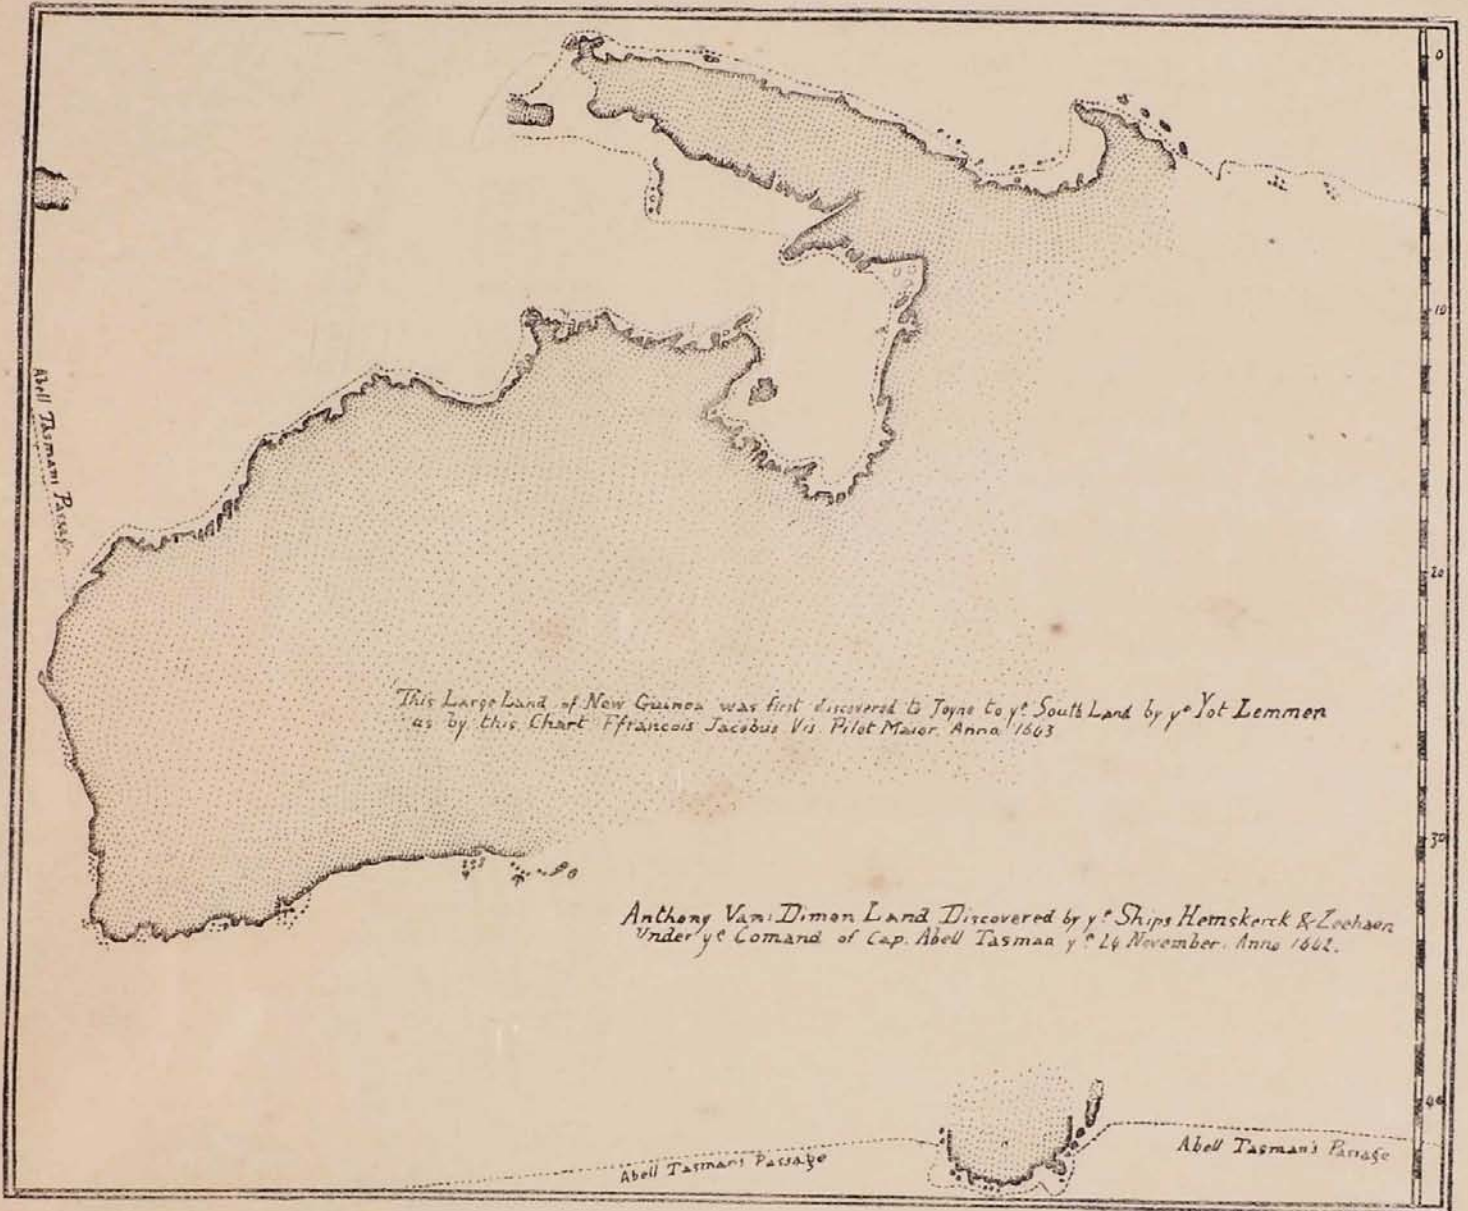 0
10
Abell Tasmans Passage
20
This Large Land of New Guinea was first discovered to Joyne to yᵉ South Land by yᵉ Yot Lemmen
as by this Chart Ffrancois Jacobus Vis Pilot Maior Anno 1643
30
Anthony Van: Dimon Land Discovered by yᵉ Ships Hemskerck & Zeehaen
Under yᵉ Comand of Cap. Abell Tasman yᵉ 24 November. Anno 1642.
40
Abell Tasmans Passage
Abell Tasman's Passage